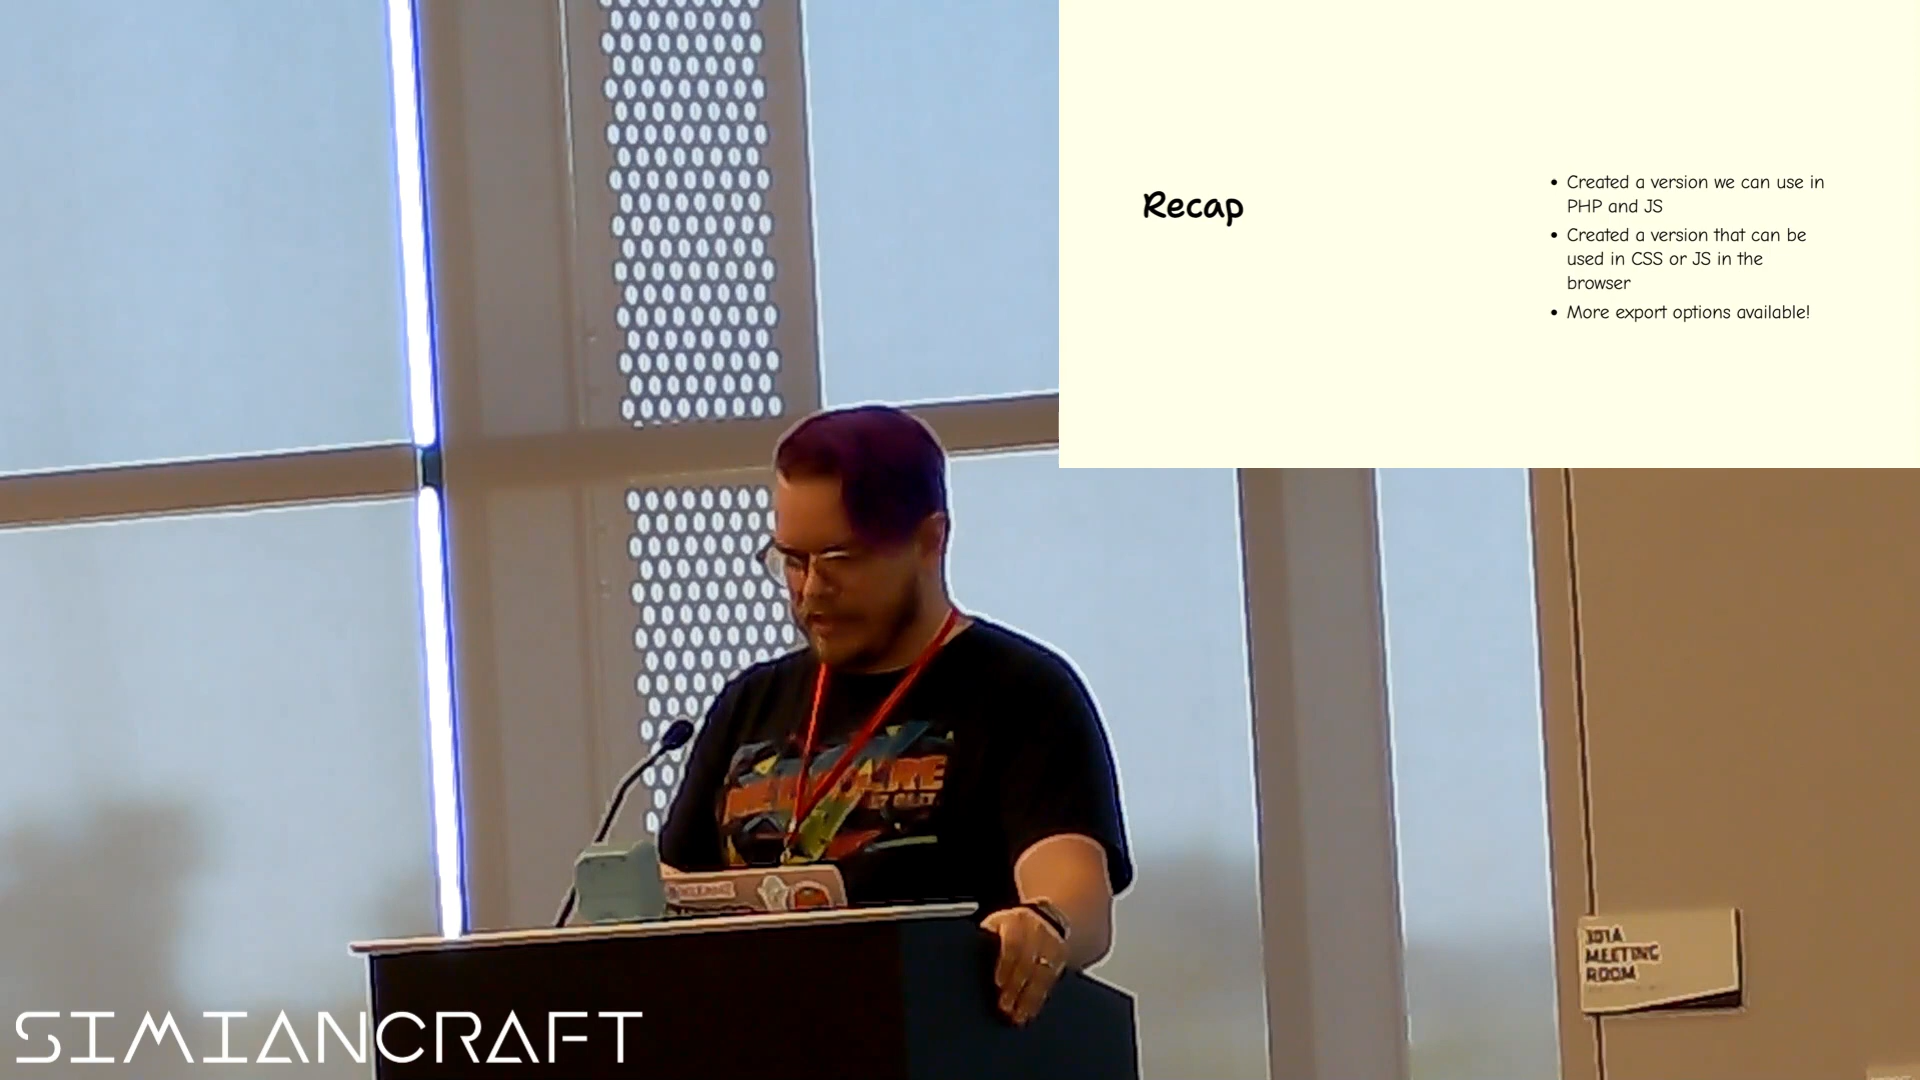 Recap
• Created a version we can use in
PHP and JS
• Created a version that can be
used in CSS or JS in the
browser
• More export options available!
301A
MEETING
ROOM
SIMIANCRAFT